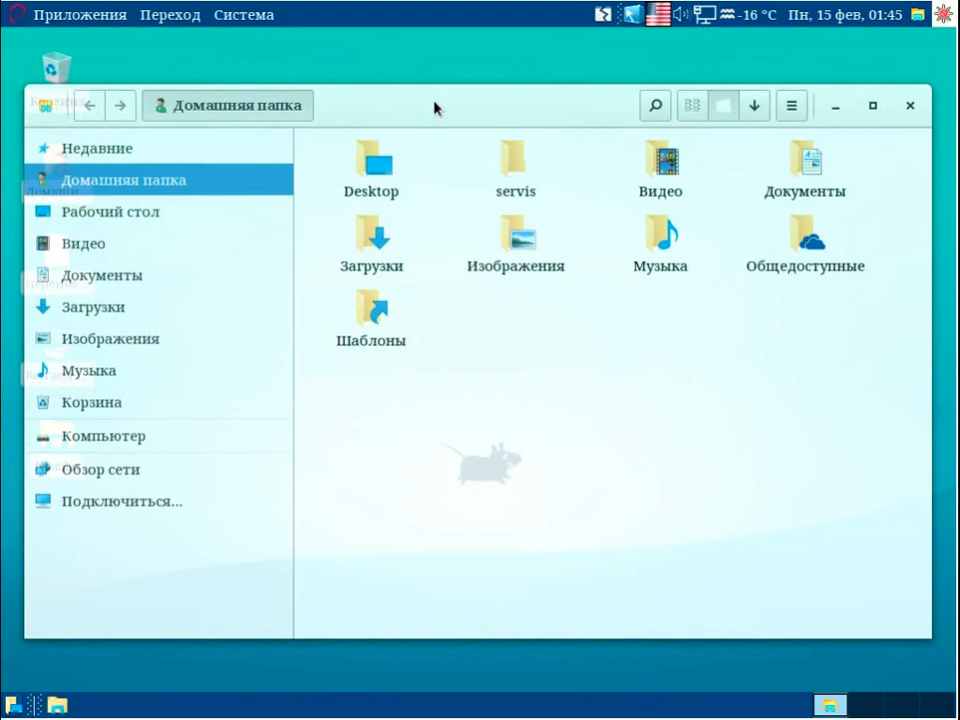 Приложения Переход Система
-16 °C Пн, 15 фев, 01:45
Домашняя папка
Недавние
Домашняя папка
Рабочий стол
Видео
Документы
Загрузки
Изображения
Музыка
Корзина
Компьютер
Обзор сети
Подключиться...
Desktop servis Видео Документы
Загрузки Изображения Музыка Общедоступные
Шаблоны